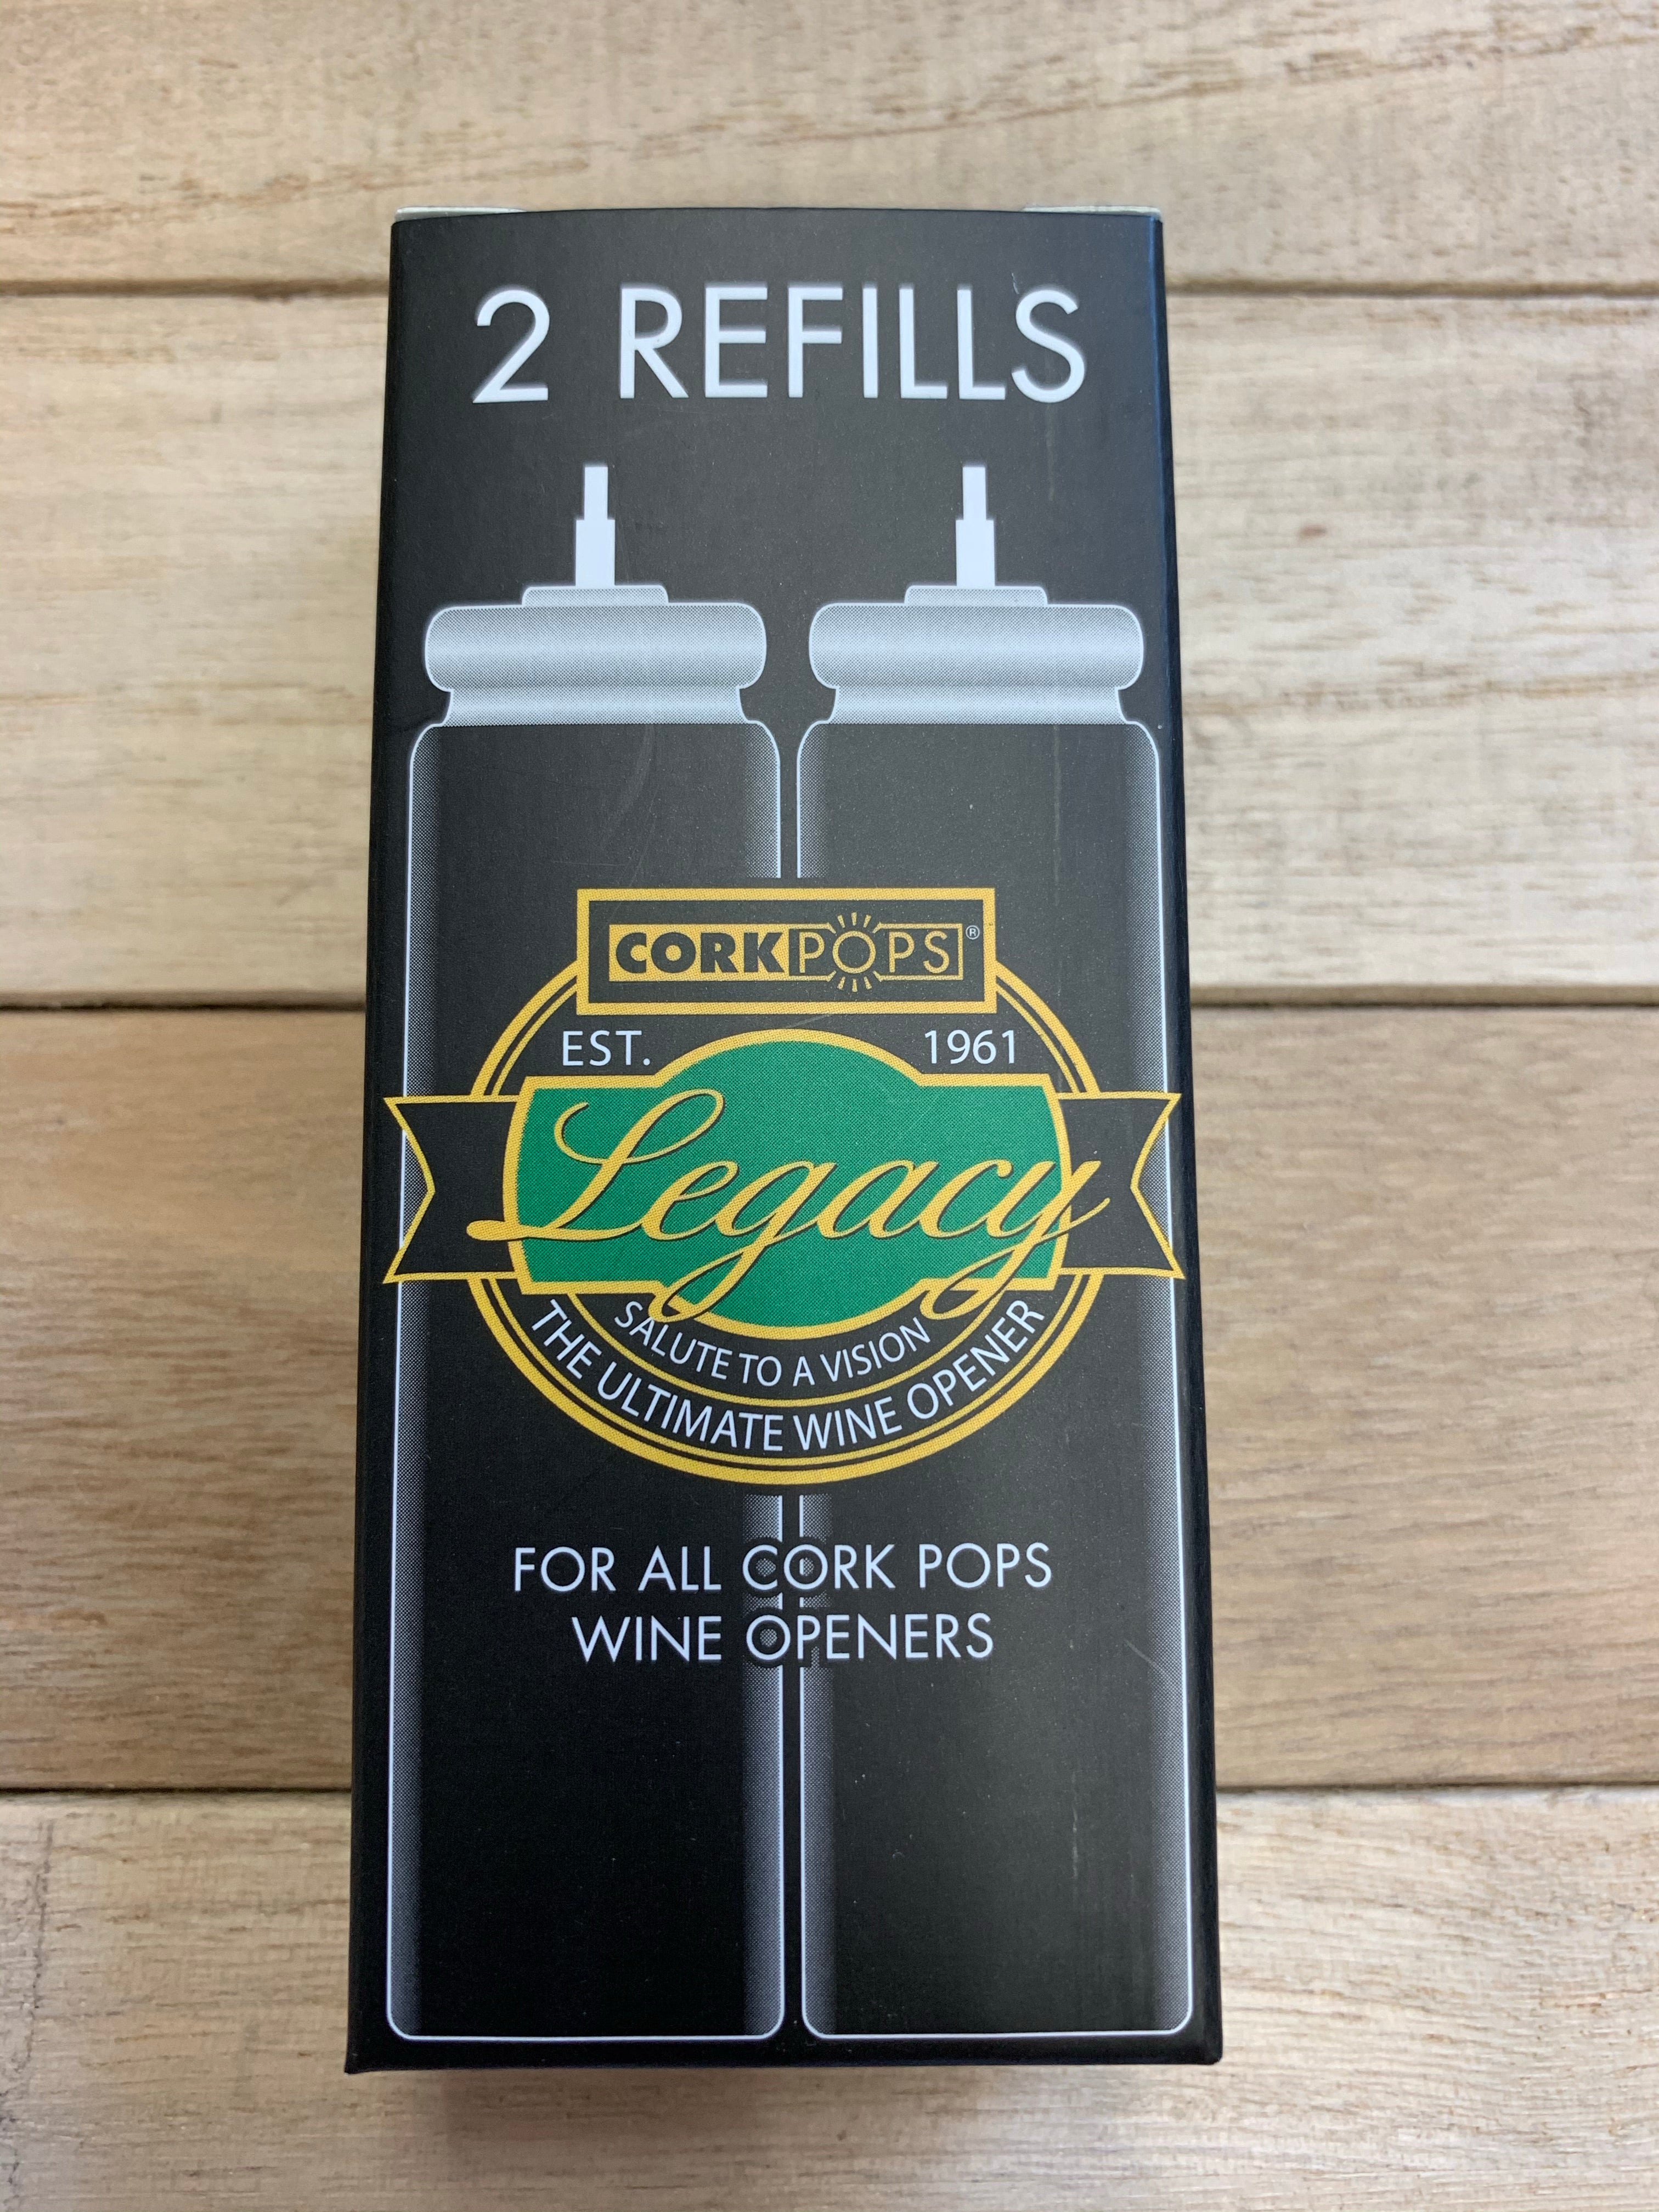 2 REFILLS
CORKPOPS®
EST. 1961
Legacy
SALUTE TO A VISION
THE ULTIMATE WINE OPENER
FOR ALL CORK POPS
WINE OPENERS